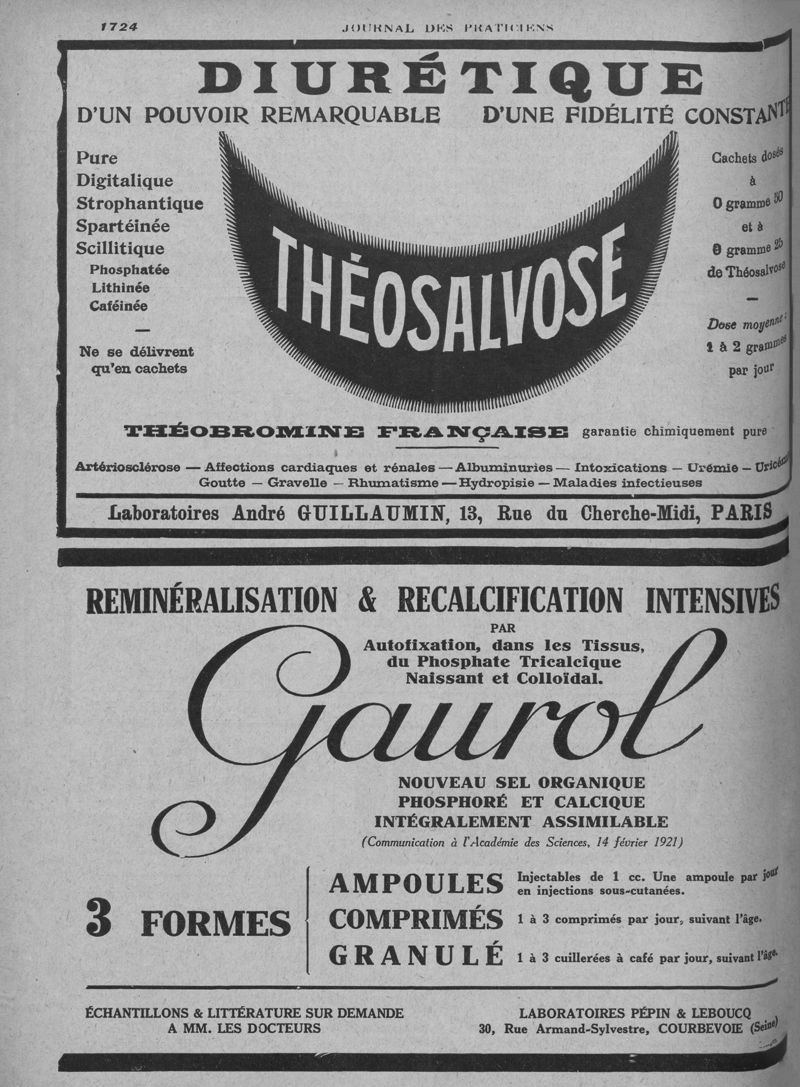 1724
JOURNAL DES PRATICIENS
DIURÉTIQUE
D'UN POUVOIR REMARQUABLE D'UNE FIDÉLITÉ CONSTANTE
Pure
Digitalique
Strophantique
Spartéinée
Scillitique
Phosphatée
Lithinée
Caféinée
—
Ne se délivrent
qu'en cachets
THÉOSALVOSE
Cachets dosés
à
0 gramme 50
et à
0 gramme 25
de Théosalvose
—
Dose moyenne :
1 à 2 grammes
par jour
THÉOBROMINE FRANÇAISE garantie chimiquement pure
Artériosclérose — Affections cardiaques et rénales — Albuminuries — Intoxications — Urémie — Uricémie
Goutte — Gravelle — Rhumatisme — Hydropisie — Maladies infectieuses
Laboratoires André GUILLAUMIN, 13, Rue du Cherche-Midi, PARIS
REMINÉRALISATION & RECALCIFICATION INTENSIVES
PAR
Autofixation, dans les Tissus,
du Phosphate Tricalcique
Naissant et Colloïdal.
Gaurol
NOUVEAU SEL ORGANIQUE
PHOSPHORÉ ET CALCIQUE
INTÉGRALEMENT ASSIMILABLE
(Communication à l'Académie des Sciences, 14 février 1921)
3 FORMES
AMPOULES Injectables de 1 cc. Une ampoule par jour
en injections sous-cutanées.
COMPRIMÉS 1 à 3 comprimés par jour, suivant l'âge.
GRANULÉ 1 à 3 cuillerées à café par jour, suivant l'âge.
ÉCHANTILLONS & LITTÉRATURE SUR DEMANDE
A MM. LES DOCTEURS
LABORATOIRES PÉPIN & LEBOUCQ
30, Rue Armand-Sylvestre, COURBEVOIE (Seine)